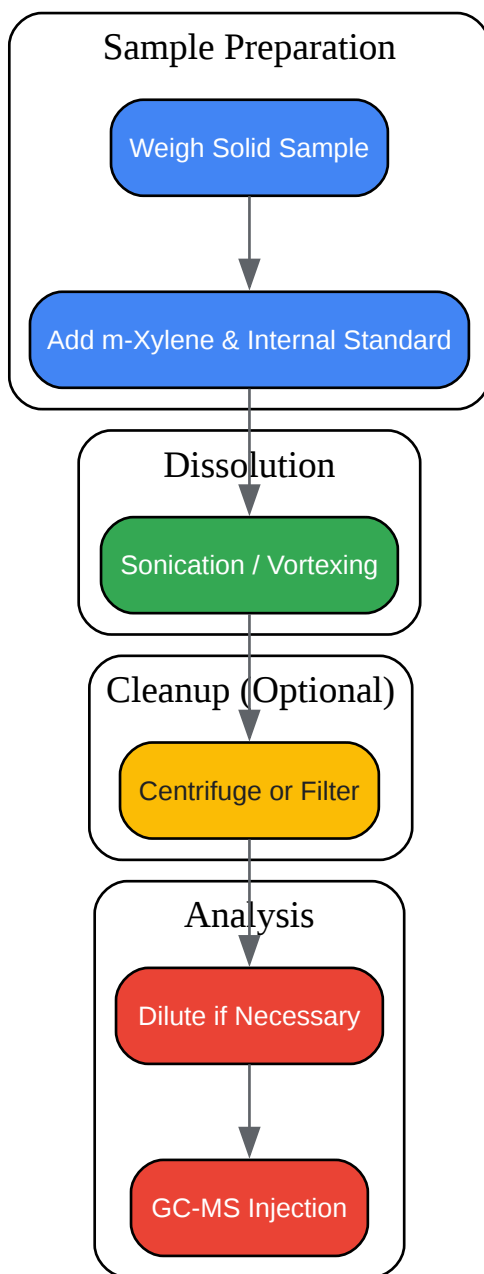 Sample Preparation
Weigh Solid Sample
Add m-Xylene & Internal Standard
Dissolution
Sonication / Vortexing
Cleanup (Optional)
Centrifuge or Filter
Analysis
Dilute if Necessary
GC-MS Injection